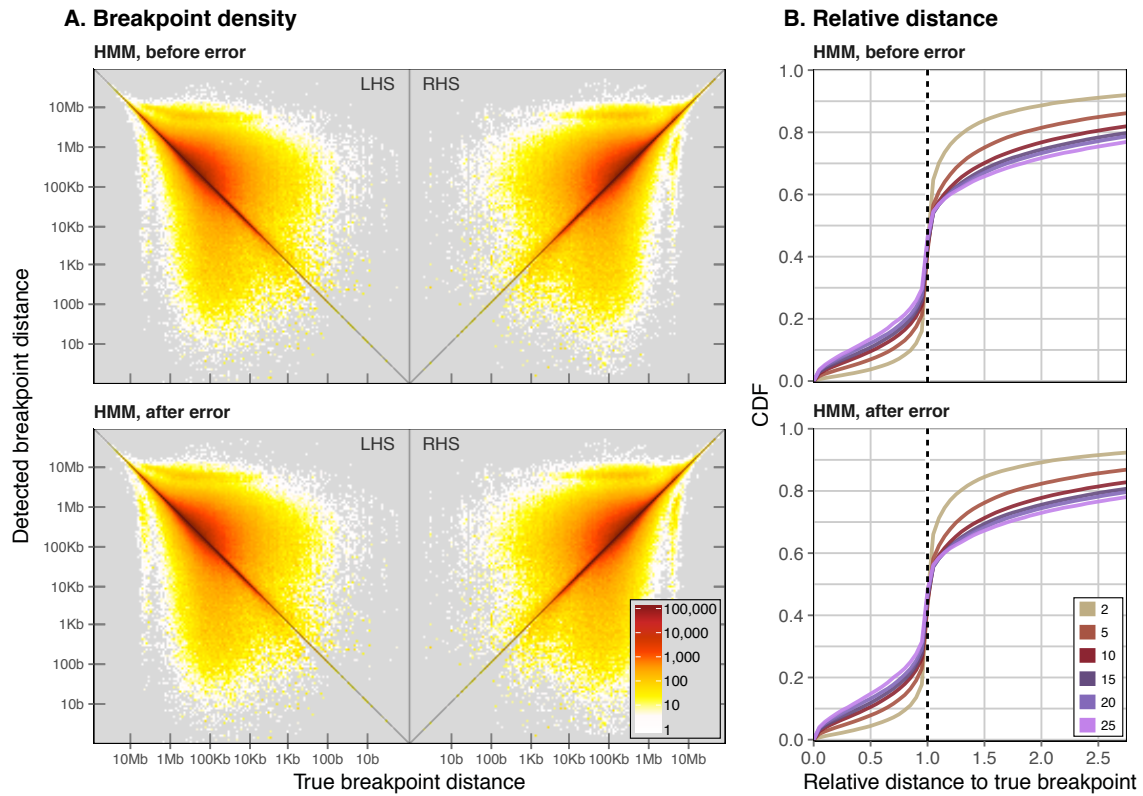 A. Breakpoint density
HMM, before error
LHS
RHS
10Mb
1Mb
100Kb
10Kb
1Kb
100b
10b
HMM, after error
LHS
RHS
10Mb
1Mb
100Kb
10Kb
1Kb
100b
10b
100,000
10,000
1,000
100
10
1
10Mb 1Mb 100Kb 10Kb 1Kb 100b 10b 10b 100b 1Kb 10Kb 100Kb 1Mb 10Mb
True breakpoint distance
Detected breakpoint distance
B. Relative distance
HMM, before error
1.0
0.8
0.6
0.4
0.2
0.0
HMM, after error
1.0
0.8
0.6
0.4
0.2
0.0
2
5
10
15
20
25
0.0 0.5 1.0 1.5 2.0 2.5
Relative distance to true breakpoint
CDF